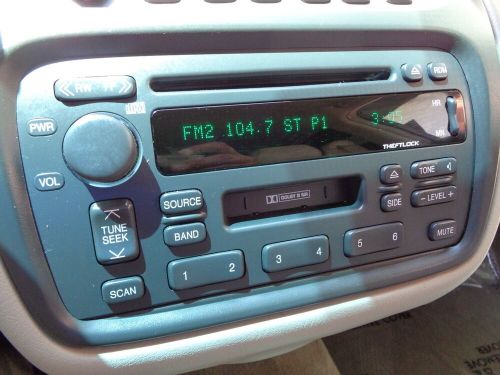 RW FF
RDM
PWR
FM2 104.7 ST P1
HR
MN
THEFTLOCK
VOL
SOURCE
DOLBY B NR
TONE
SIDE
- LEVEL +
TUNE
SEEK
BAND
MUTE
SCAN
1 2
3 4
5 6